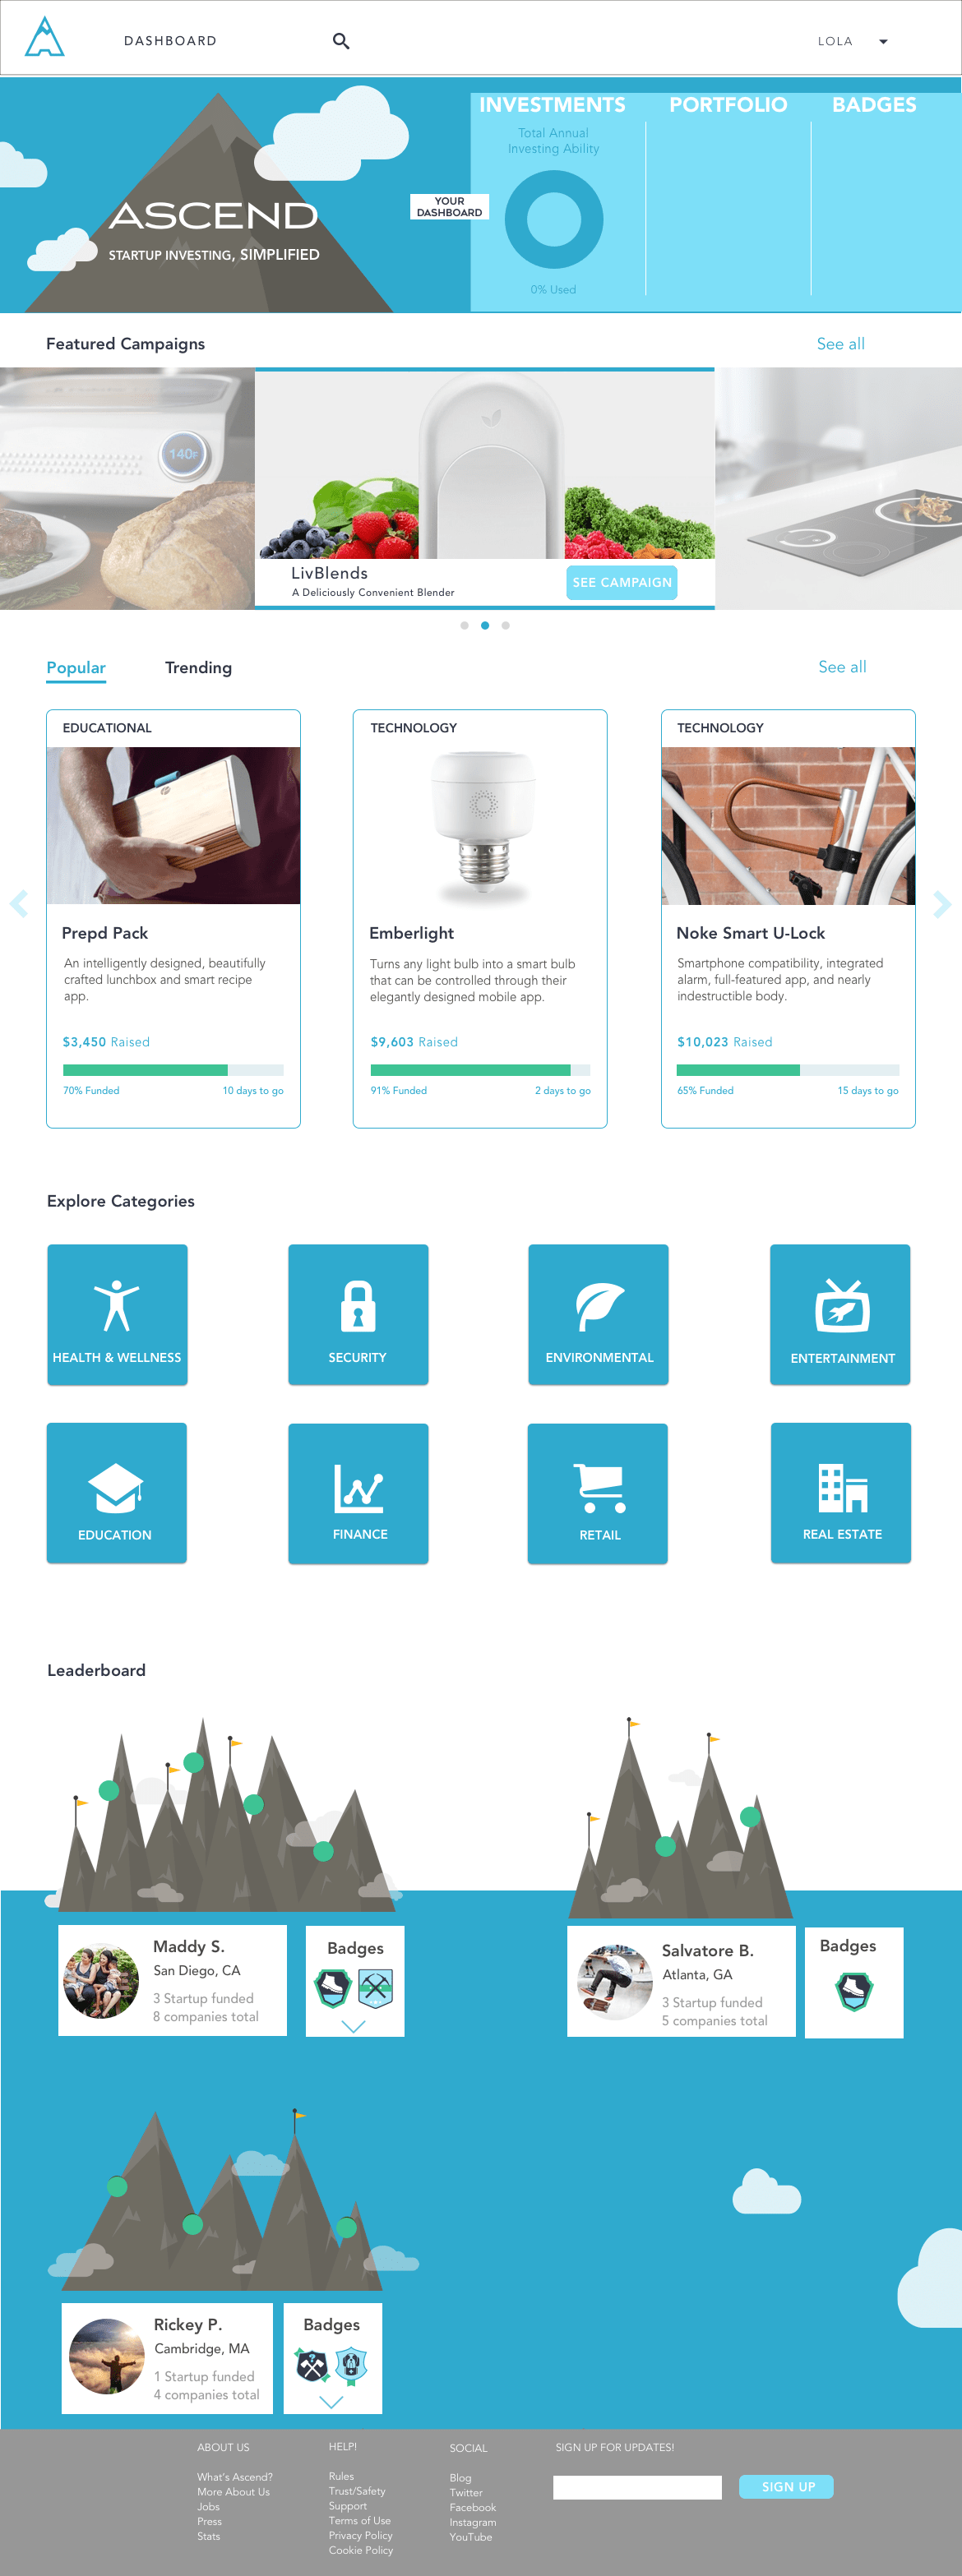 DASHBOARD
LOLA
INVESTMENTS
PORTFOLIO
BADGES
Total Annual
Investing Ability
YOUR
DASHBOARD
ASCEND
STARTUP INVESTING, SIMPLIFIED
0% Used
Featured Campaigns
See all
140F
LivBlends
A Deliciously Convenient Blender
SEE CAMPAIGN
Popular
Trending
See all
EDUCATIONAL
Prepd Pack
An intelligently designed, beautifully
crafted lunchbox and smart recipe
app.
$3,450 Raised
70% Funded
10 days to go
TECHNOLOGY
Emberlight
Turns any light bulb into a smart bulb
that can be controlled through their
elegantly designed mobile app.
$9,603 Raised
91% Funded
2 days to go
TECHNOLOGY
Noke Smart U-Lock
Smartphone compatibility, integrated
alarm, full-featured app, and nearly
indestructible body.
$10,023 Raised
65% Funded
15 days to go
Explore Categories
HEALTH & WELLNESS
SECURITY
ENVIRONMENTAL
ENTERTAINMENT
EDUCATION
FINANCE
RETAIL
REAL ESTATE
Leaderboard
Maddy S.
San Diego, CA
3 Startup funded
8 companies total
Badges
Salvatore B.
Atlanta, GA
3 Startup funded
5 companies total
Badges
Rickey P.
Cambridge, MA
1 Startup funded
4 companies total
Badges
ABOUT US
What's Ascend?
More About Us
Jobs
Press
Stats
HELP!
Rules
Trust/Safety
Support
Terms of Use
Privacy Policy
Cookie Policy
SOCIAL
Blog
Twitter
Facebook
Instagram
YouTube
SIGN UP FOR UPDATES!
SIGN UP